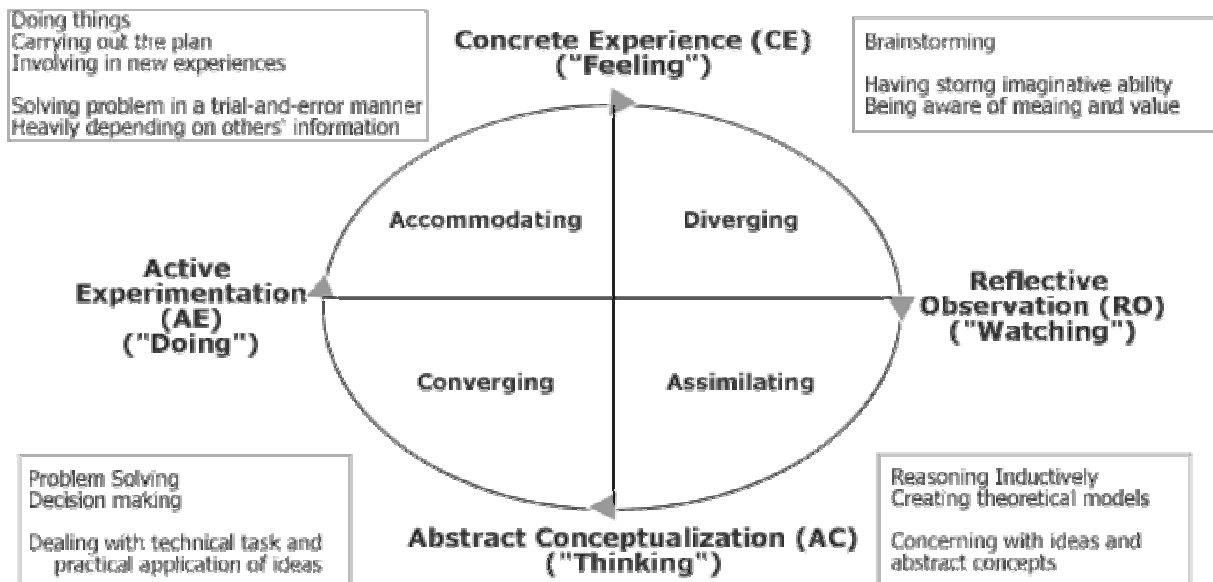 Doing things
Carrying out the plan
Involving in new experiences
Solving problem in a trial-and-error manner
Heavily depending on others' information
Concrete Experience (CE)
("Feeling")
Brainstorming
Having storng imaginative ability
Being aware of meaing and value
Accommodating
Diverging
Active
Experimentation
(AE)
("Doing")
Reflective
Observation (RO)
("Watching")
Converging
Assimilating
Problem Solving
Decision making
Dealing with technical task and
practical application of ideas
Abstract Conceptualization (AC)
("Thinking")
Reasoning Inductively
Creating theoretical models
Concerning with ideas and
abstract concepts